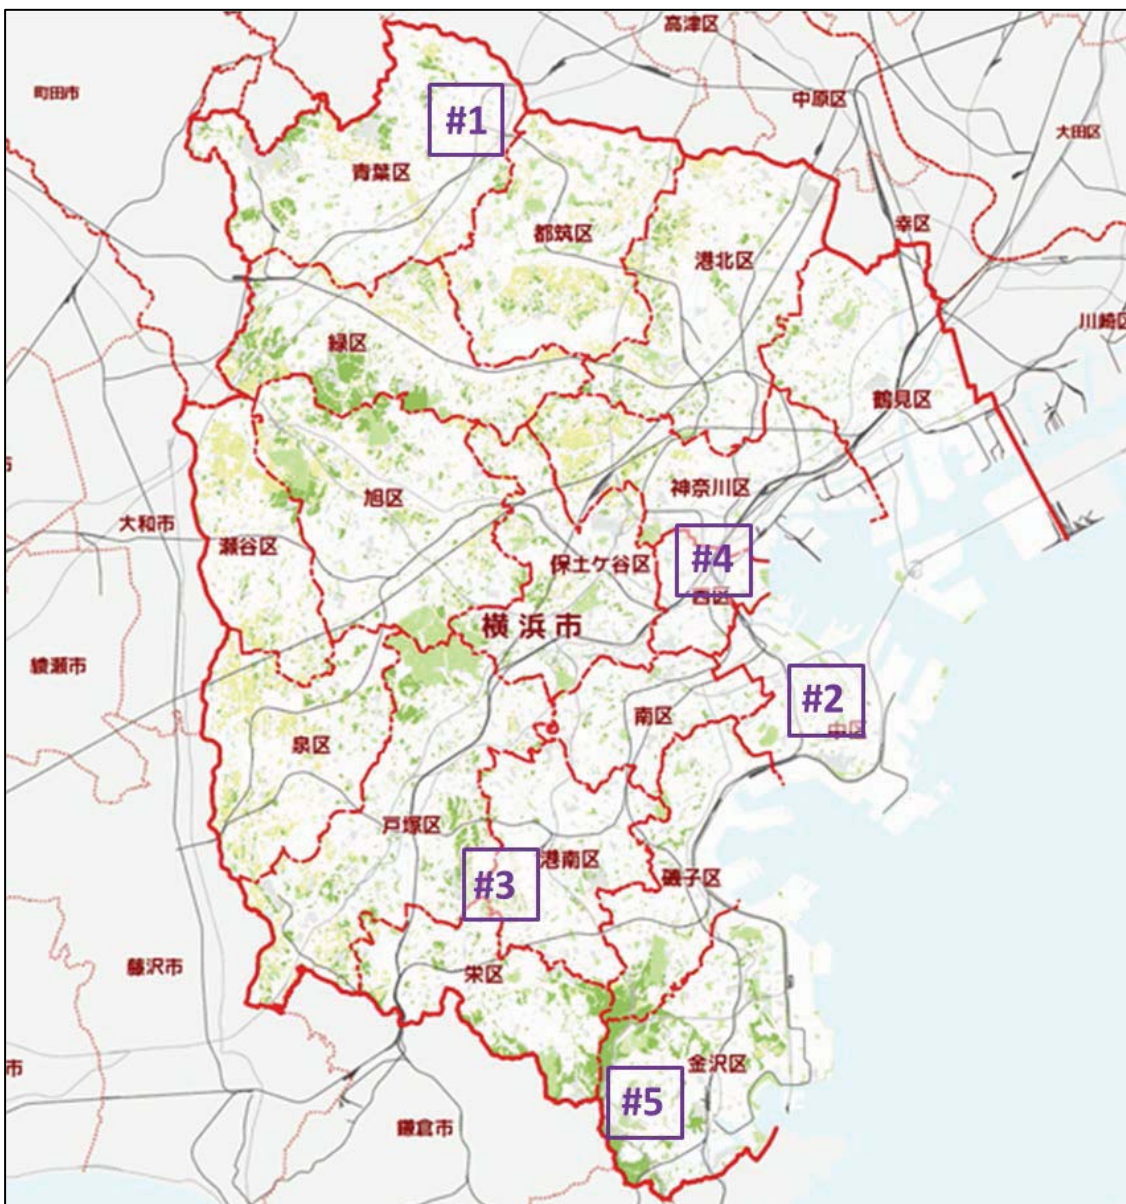 高津区
町田市
中原区
#1
大田区
青葉区
幸区
都筑区
港北区
川崎区
緑区
鶴見区
神奈川区
旭区
大和市
瀬谷区
#4
保土ケ谷区
西区
横浜市
綾瀬市
#2
南区
中区
泉区
戸塚区
港南区
#3
磯子区
藤沢市
栄区
金沢区
市
#5
鎌倉市